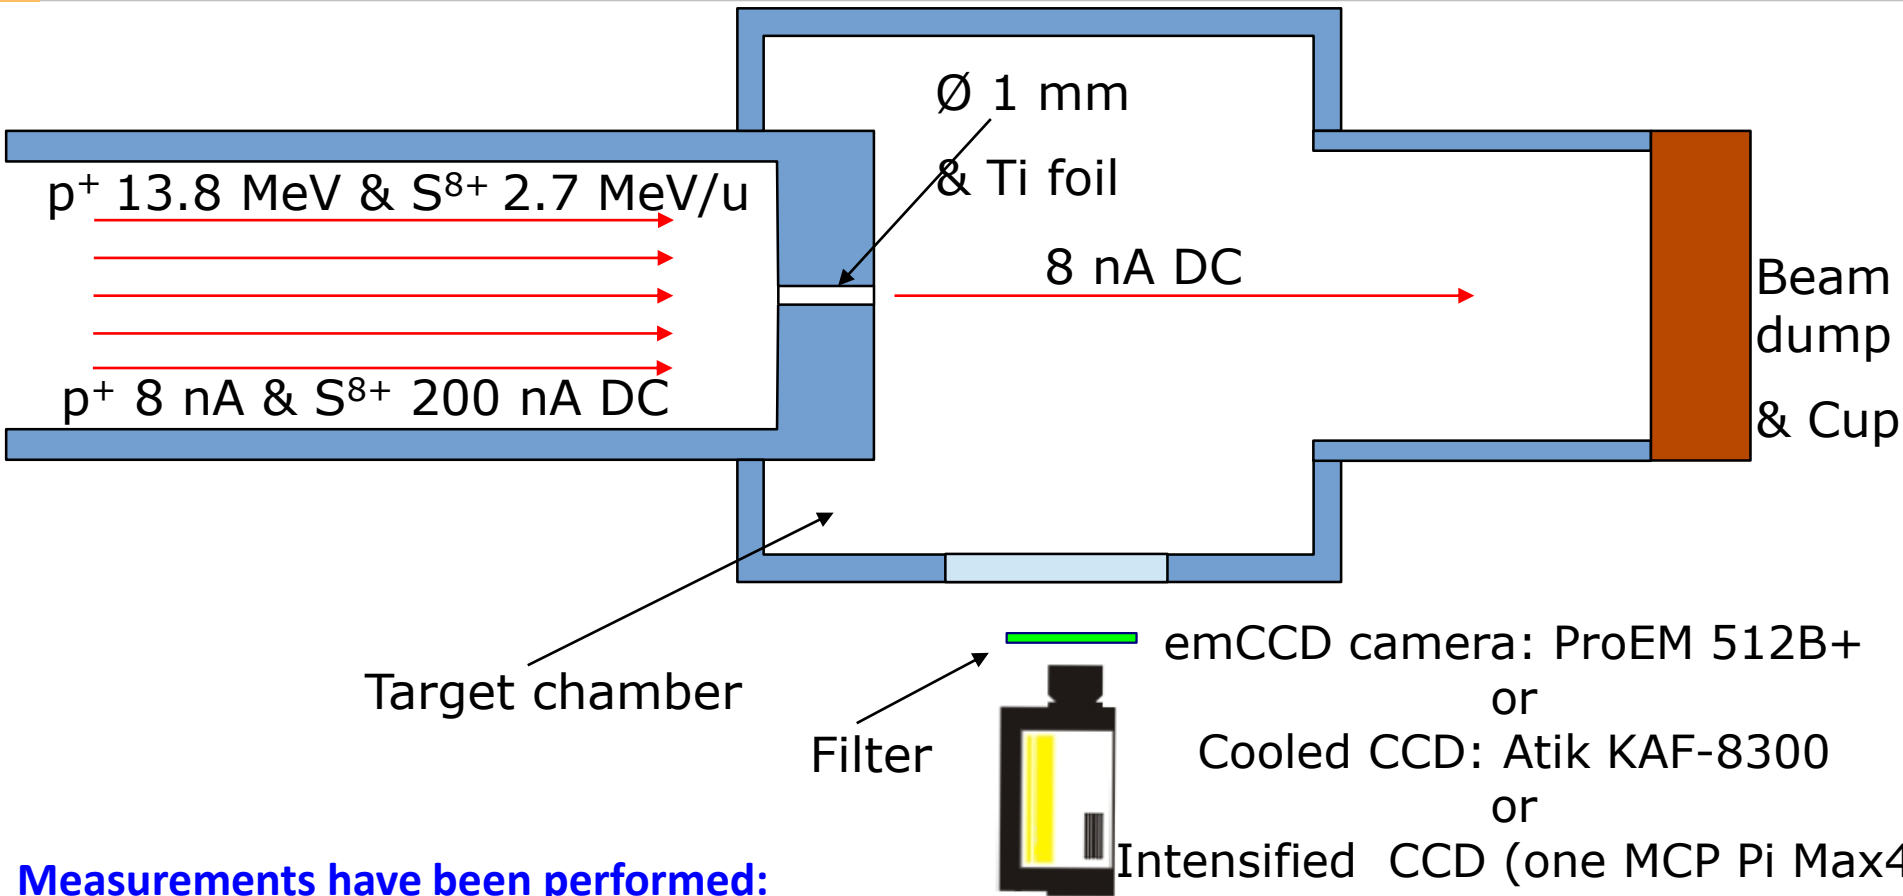 Ø 1 mm
& Ti foil
p⁺ 13.8 MeV & S⁸⁺ 2.7 MeV/u
8 nA DC
p⁺ 8 nA & S⁸⁺ 200 nA DC
Beam
dump
& Cup
Target chamber
Filter
emCCD camera: ProEM 512B+
or
Cooled CCD: Atik KAF-8300
or
Intensified CCD (one MCP Pi Max4
Measurements have been performed: